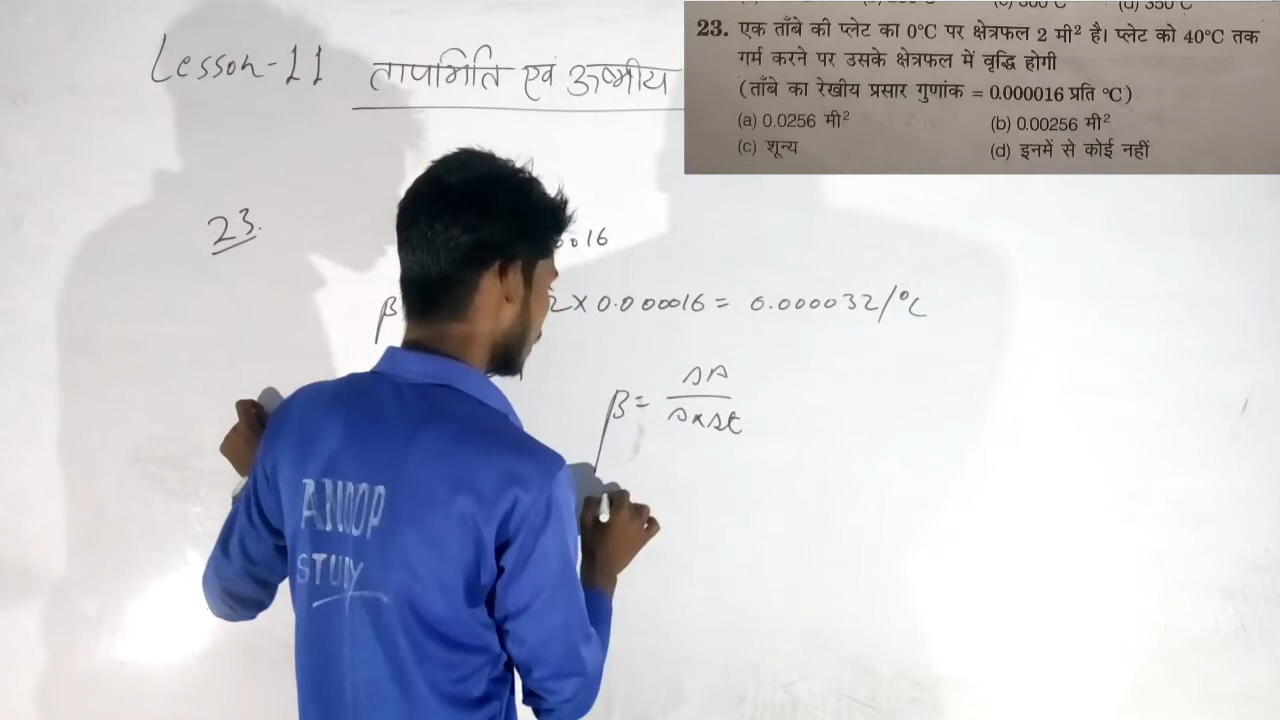 Lesson-11 तापमिति एवं ऊष्मीय
23. एक ताँबे की प्लेट का 0°C पर क्षेत्रफल 2 मी² है। प्लेट को 40°C तक
गर्म करने पर उसके क्षेत्रफल में वृद्धि होगी
(ताँबे का रेखीय प्रसार गुणांक = 0.000016 प्रति °C)
(a) 0.0256 मी² (b) 0.00256 मी²
(c) शून्य (d) इनमें से कोई नहीं
23.
0016
β 2×0.000016 = 0.000032/°C
β = ΔA
A×Δt
ANOOP
STUDY